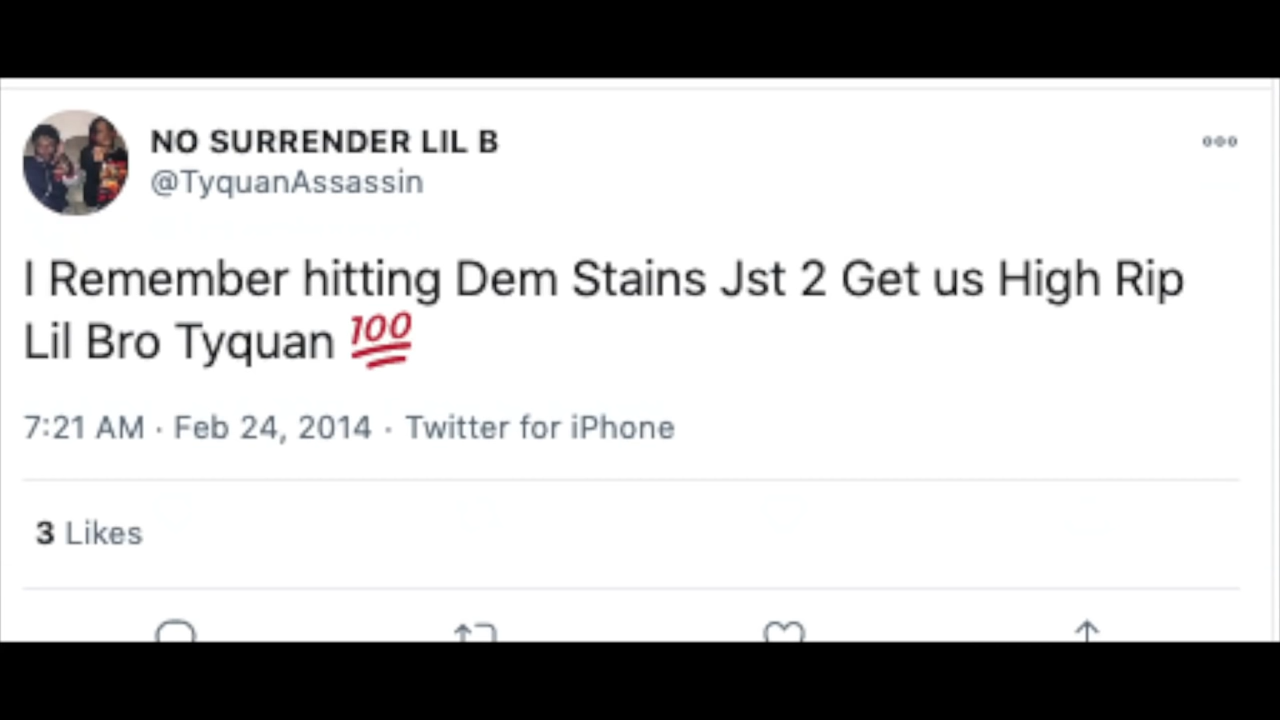 NO SURRENDER LIL B
@TyquanAssassin
I Remember hitting Dem Stains Jst 2 Get us High Rip
Lil Bro Tyquan 💯
7:21 AM · Feb 24, 2014 · Twitter for iPhone
3 Likes